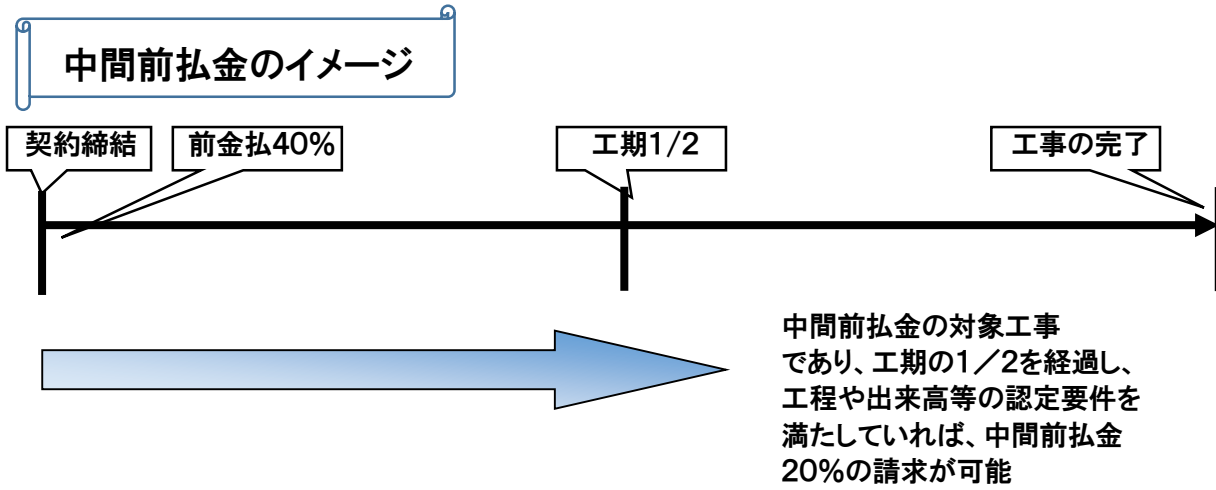 中間前払金のイメージ
契約締結
前金払40%
工期1/2
工事の完了
中間前払金の対象工事
であり、工期の1／2を経過し、
工程や出来高等の認定要件を
満たしていれば、中間前払金
20%の請求が可能